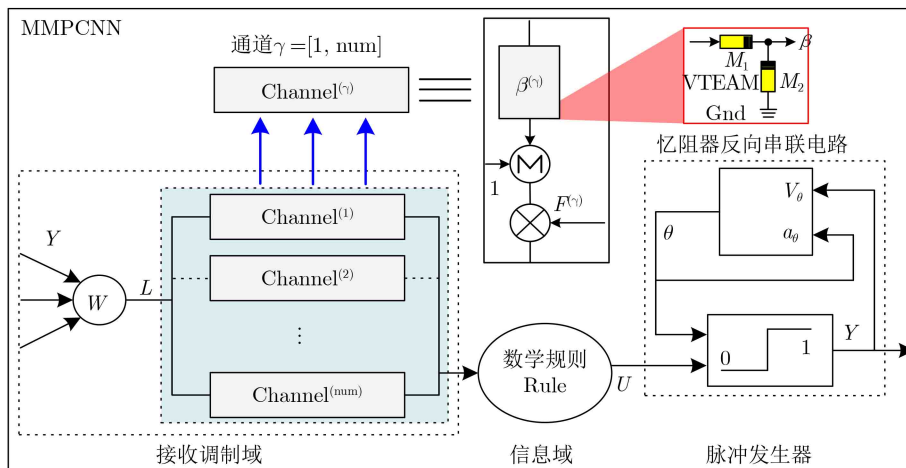 MMPCNN
通道γ=[1, num]
Channel^(γ)
β^(γ)
1
F^(γ)
M₁
β
VTEAM
M₂
Gnd
忆阻器反向串联电路
Y
W
L
Channel^(1)
Channel^(2)
⋮
Channel^(num)
数学规则
Rule
U
V_θ
a_θ
θ
0
1
Y
接收调制域
信息域
脉冲发生器